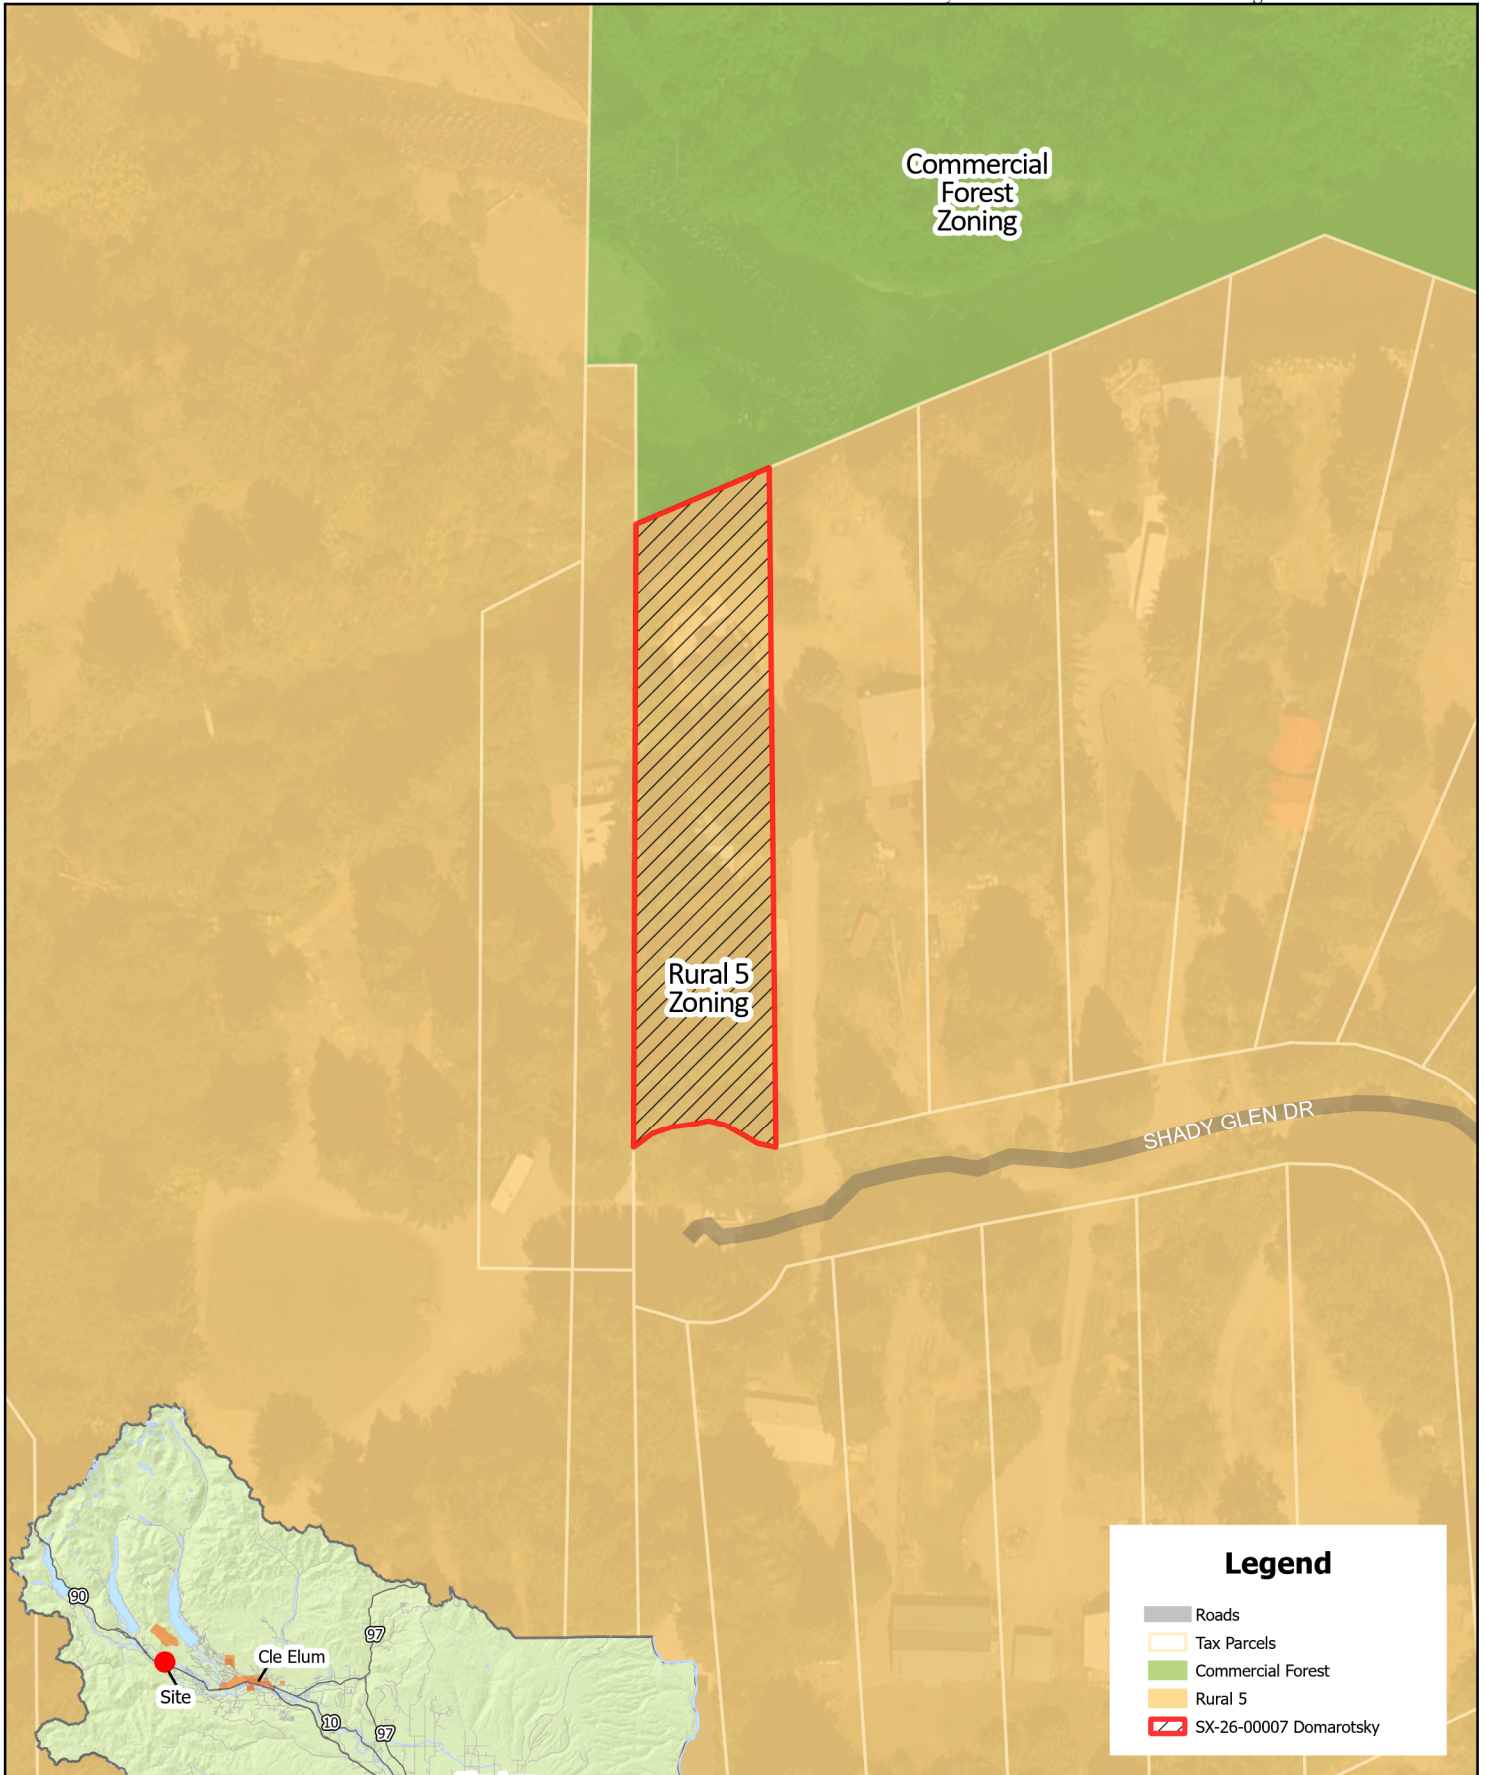 Commercial
Forest
Zoning
Rural 5
Zoning
SHADY GLEN DR
90
97
Cle Elum
Site
10
97
Legend
Roads
Tax Parcels
Commercial Forest
Rural 5
SX-26-00007 Domarotsky